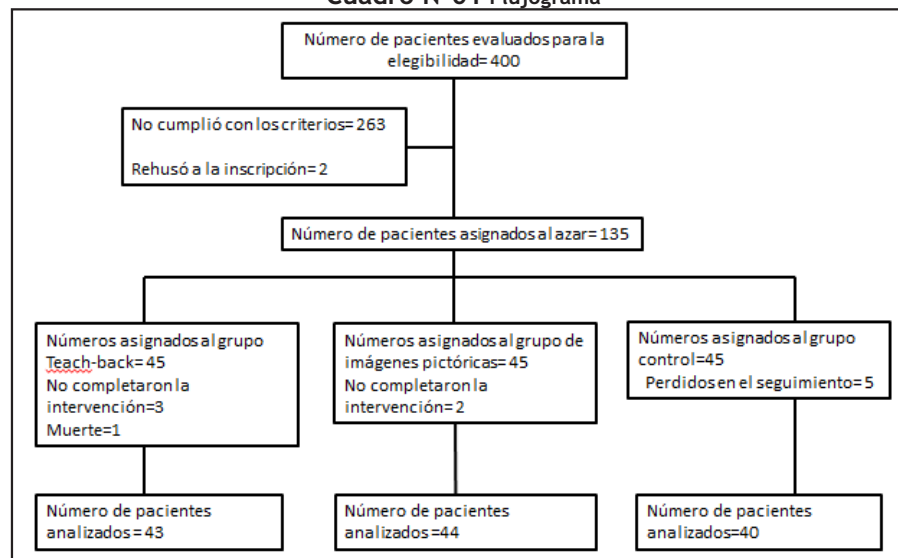 Cuadro N°01 Flujograma
Número de pacientes evaluados para la
elegibilidad= 400
No cumplió con los criterios= 263
Rehusó a la inscripción= 2
Número de pacientes asignados al azar= 135
Números asignados al grupo
Teach-back= 45
No completaron la
intervención=3
Muerte=1
Números asignados al grupo de
imágenes pictóricas= 45
No completaron la
intervención= 2
Números asignados al grupo
control=45
Perdidos en el seguimiento= 5
Número de pacientes
analizados = 43
Número de pacientes
analizados= 44
Número de pacientes
analizados=40